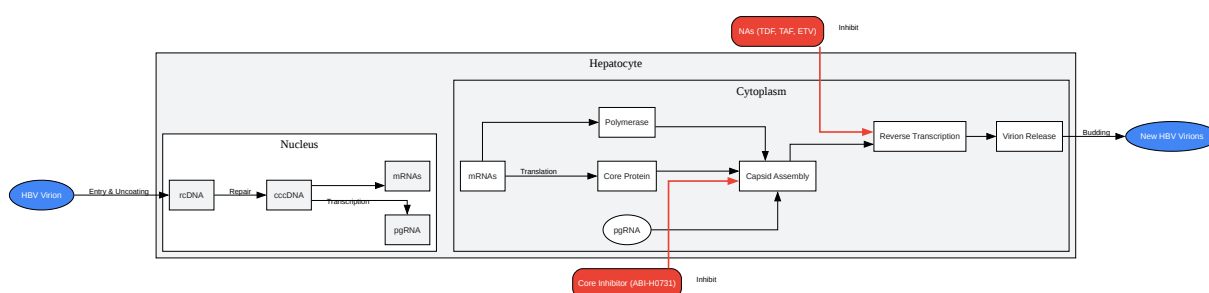 NAs (TDF, TAF, ETV)
Inhibit
Hepatocyte
Cytoplasm
Nucleus
Polymerase
Reverse Transcription
Virion Release
Budding
New HBV Virions
HBV Virion
Entry & Uncoating
rcDNA
Repair
cccDNA
Transcription
mRNAs
pgRNA
mRNAs
Translation
Core Protein
Capsid Assembly
pgRNA
Core Inhibitor (ABI-H0731)
Inhibit